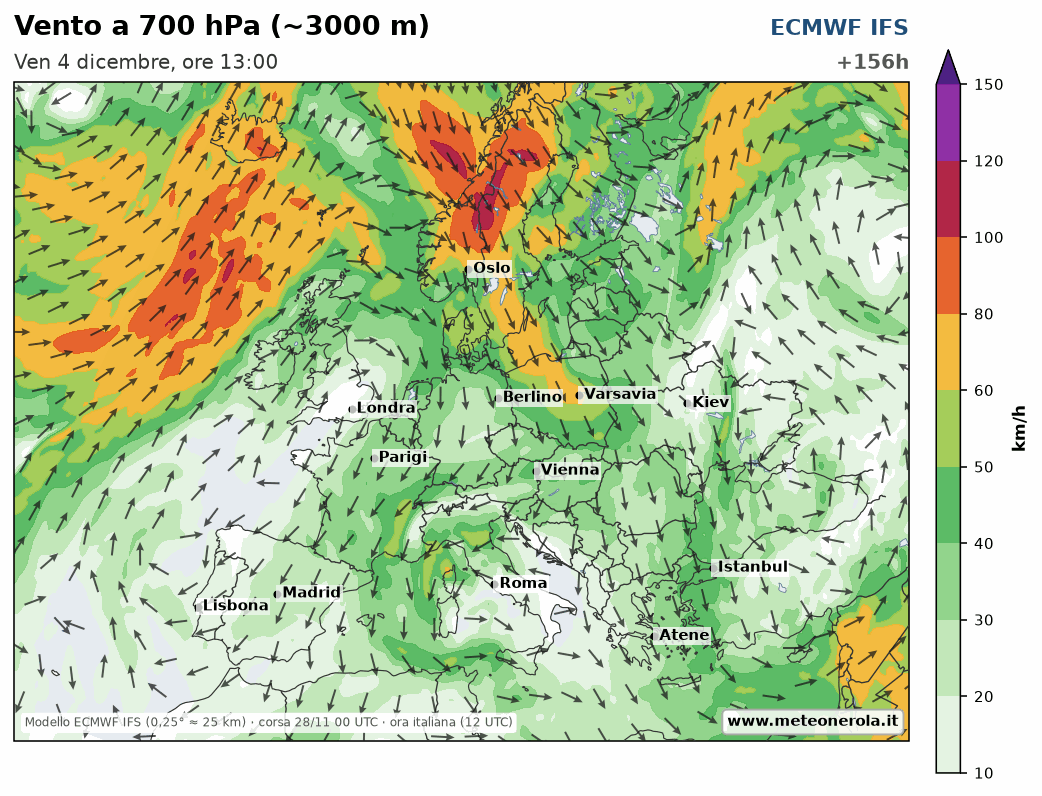 Vento a 700 hPa (~3000 m)
ECMWF IFS
Ven 4 dicembre, ore 13:00
+156h
150
120
100
80
60
50
40
30
20
10
km/h
Oslo
Berlino
Varsavia
Kiev
Londra
Parigi
Vienna
Istanbul
Roma
Madrid
Lisbona
Atene
Modello ECMWF IFS (0,25° ≈ 25 km) · corsa 28/11 00 UTC · ora italiana (12 UTC)
www.meteonerola.it